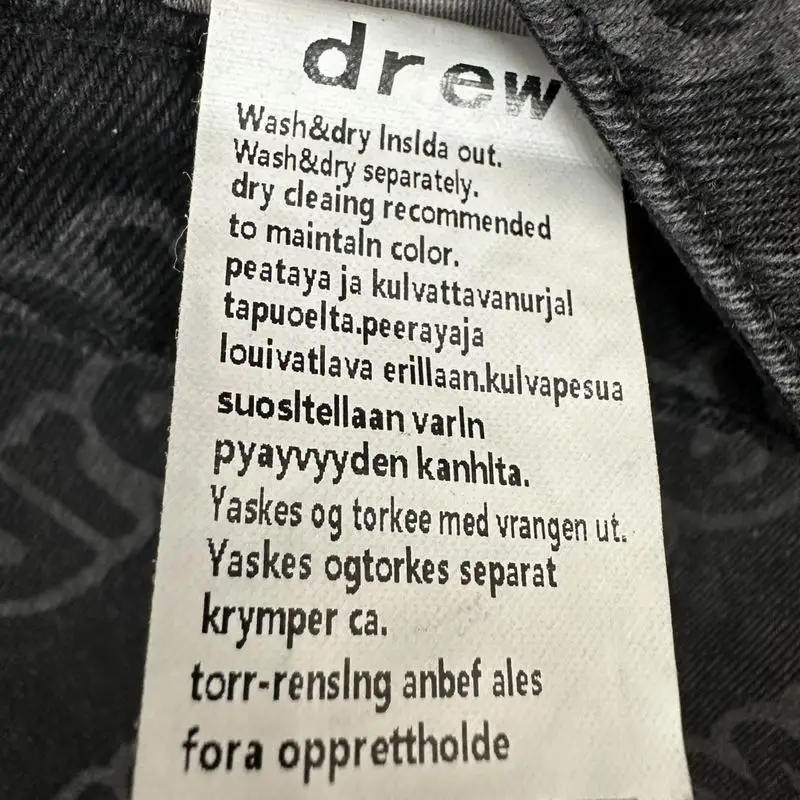 drew
Wash&dry Inslda out.
Wash&dry separately.
dry cleaing recommended
to maintaln color.
peataya ja kulvattavanurjal
tapuoelta.peerayaja
louivatlava erillaan.kulvapesua
suosltellaan varln
pyayvyyden kanhlta.
Yaskes og torkee med vrangen ut.
Yaskes ogtorkes separat
krymper ca.
torr-renslng anbef ales
fora opprettholde